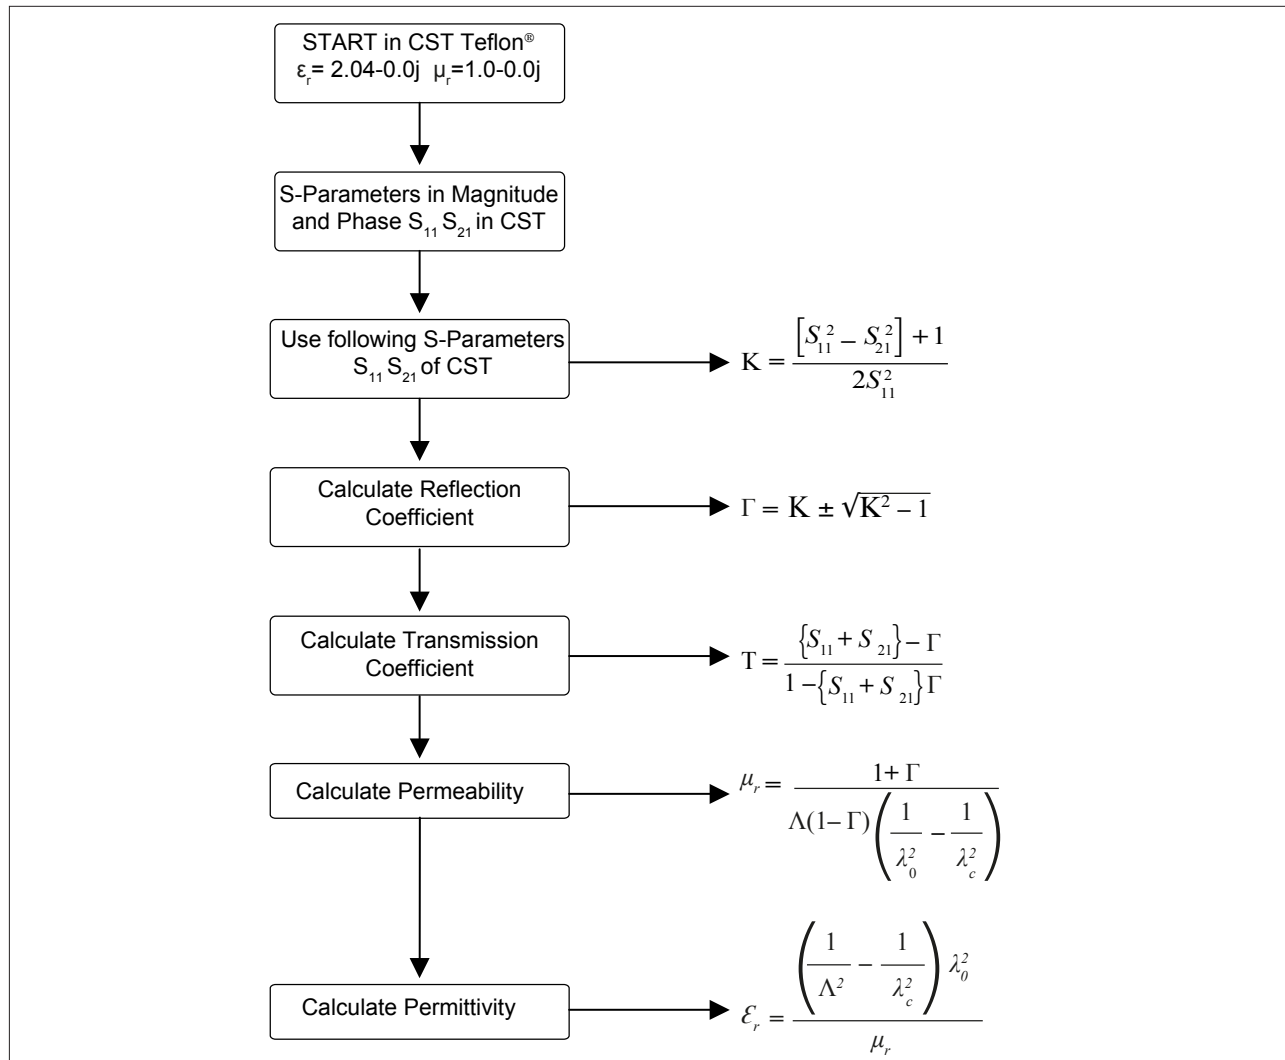 START in CST Teflon®
εr= 2.04-0.0j μr=1.0-0.0j
S-Parameters in Magnitude
and Phase S11 S21 in CST
Use following S-Parameters
S11 S21 of CST
K = ([S11² − S21²] + 1) / (2S11²)
Calculate Reflection
Coefficient
Γ = K ± √(K² − 1)
Calculate Transmission
Coefficient
T = ({S11 + S21} − Γ) / (1 − {S11 + S21}Γ)
Calculate Permeability
μr = (1 + Γ) / (Λ(1 − Γ)(1/λ0² − 1/λc²))
Calculate Permittivity
Ɛr = ((1/Λ² − 1/λc²) λ0²) / μr